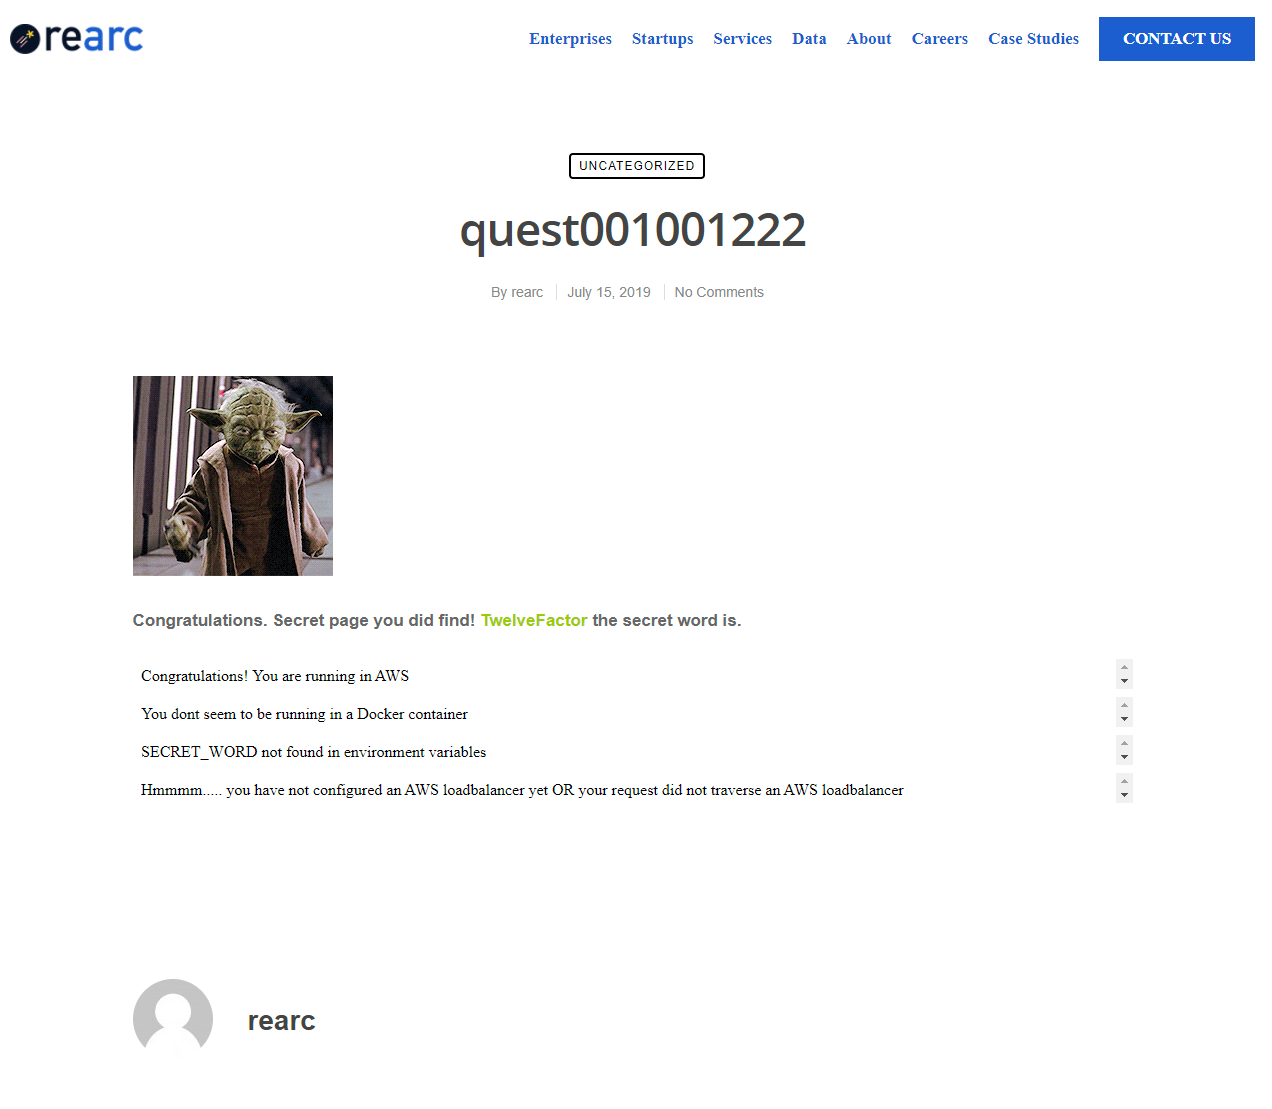 rearc
Enterprises Startups Services Data About Careers Case Studies CONTACT US
UNCATEGORIZED
quest001001222
By rearc July 15, 2019 No Comments
Congratulations. Secret page you did find! TwelveFactor the secret word is.
Congratulations! You are running in AWS
You dont seem to be running in a Docker container
SECRET_WORD not found in environment variables
Hmmmm..... you have not configured an AWS loadbalancer yet OR your request did not traverse an AWS loadbalancer
rearc